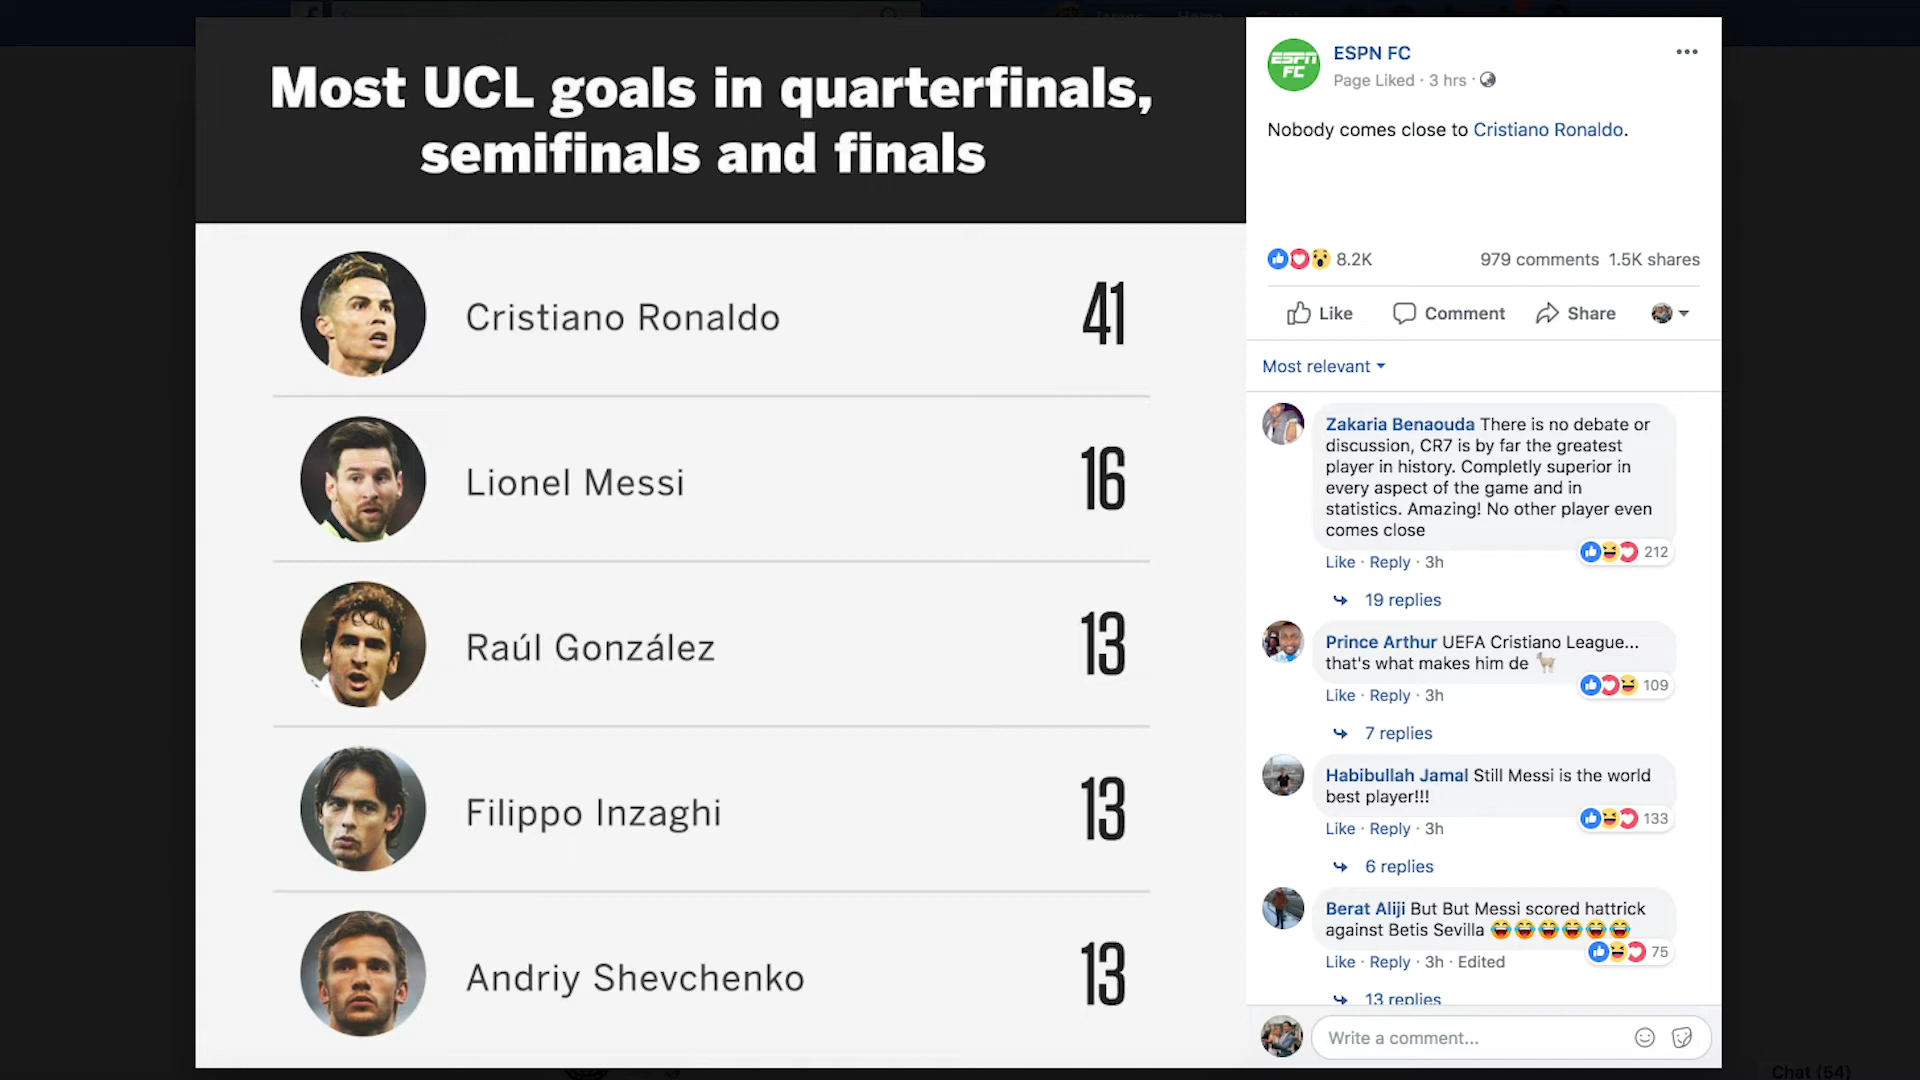 Most UCL goals in quarterfinals,
semifinals and finals
Cristiano Ronaldo 41
Lionel Messi 16
Raúl González 13
Filippo Inzaghi 13
Andriy Shevchenko 13
ESPN FC
ESPN FC
Page Liked · 3 hrs ·
Nobody comes close to Cristiano Ronaldo.
8.2K 979 comments 1.5K shares
Like Comment Share
Most relevant
Zakaria Benaouda There is no debate or
discussion, CR7 is by far the greatest
player in history. Completly superior in
every aspect of the game and in
statistics. Amazing! No other player even
comes close
212
Like · Reply · 3h
19 replies
Prince Arthur UEFA Cristiano League...
that's what makes him de 🐐
109
Like · Reply · 3h
7 replies
Habibullah Jamal Still Messi is the world
best player!!!
133
Like · Reply · 3h
6 replies
Berat Aliji But But Messi scored hattrick
against Betis Sevilla 😂😂😂😂😂😂
75
Like · Reply · 3h · Edited
13 replies
Write a comment...
Chat (54)